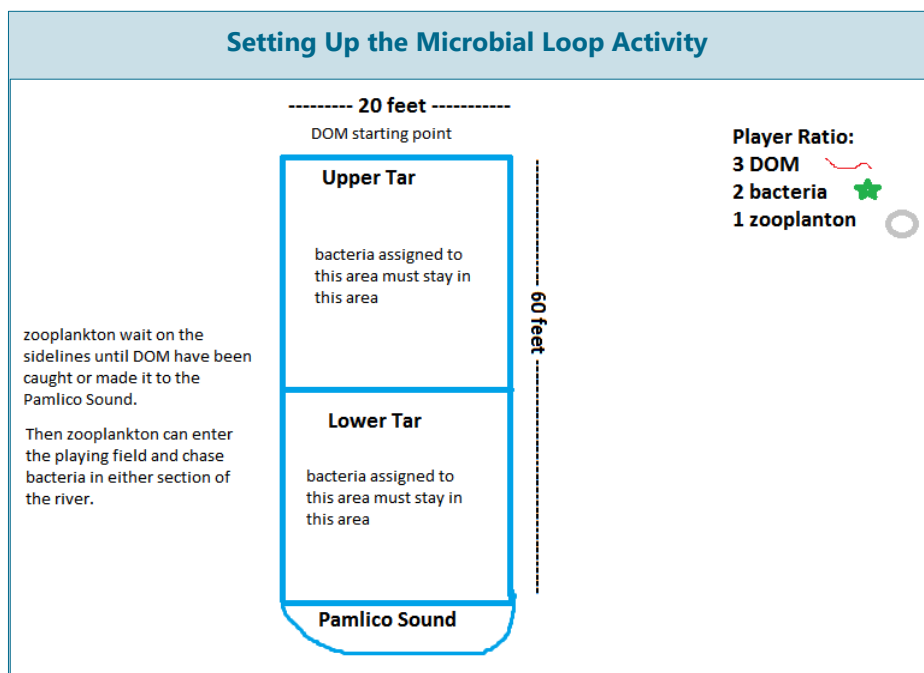 Setting Up the Microbial Loop Activity
--------- 20 feet -----------
DOM starting point
Upper Tar
bacteria assigned to
this area must stay in
this area
60 feet
Player Ratio:
3 DOM
2 bacteria
1 zooplanton
zooplankton wait on the
sidelines until DOM have been
caught or made it to the
Pamlico Sound.
Then zooplankton can enter
the playing field and chase
bacteria in either section of
the river.
Lower Tar
bacteria assigned to
this area must stay in
this area
Pamlico Sound